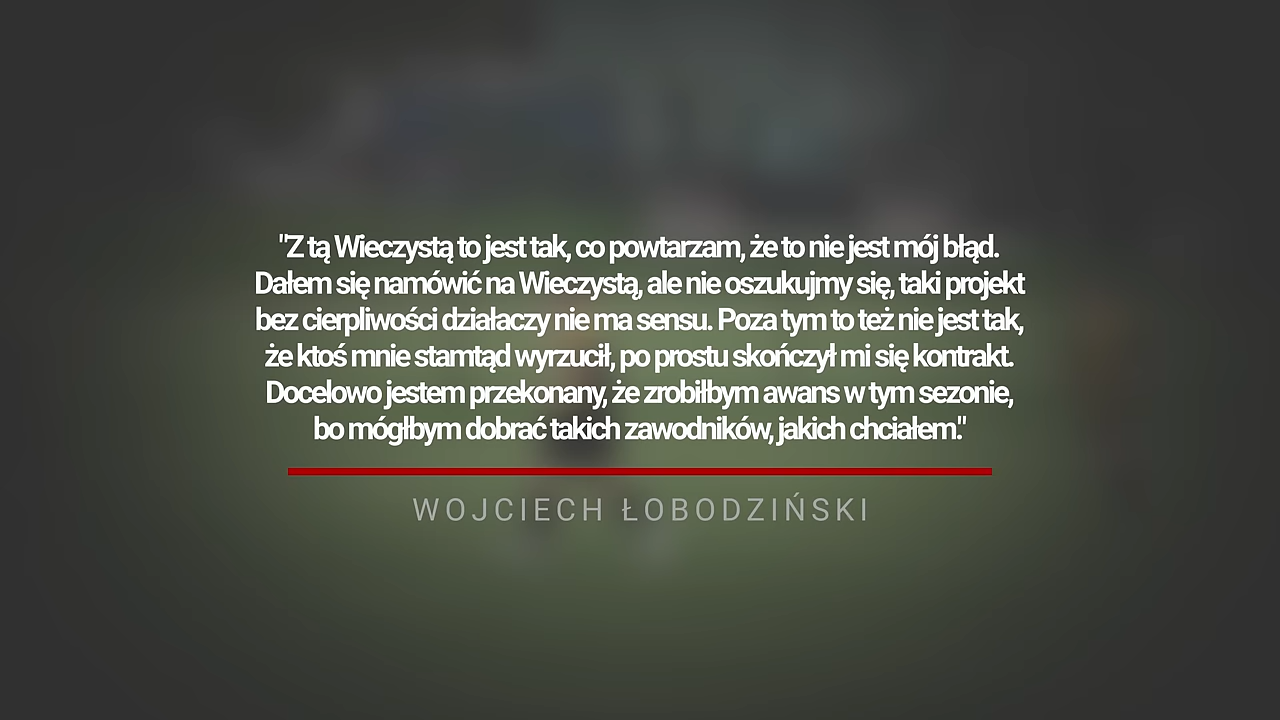 "Z tą Wieczystą to jest tak, co powtarzam, że to nie jest mój błąd.
Dałem się namówić na Wieczystą, ale nie oszukujmy się, taki projekt
bez cierpliwości działaczy nie ma sensu. Poza tym to też nie jest tak,
że ktoś mnie stamtąd wyrzucił, po prostu skończył mi się kontrakt.
Docelowo jestem przekonany, że zrobiłbym awans w tym sezonie,
bo mógłbym dobrać takich zawodników, jakich chciałem."
WOJCIECH ŁOBODZIŃSKI